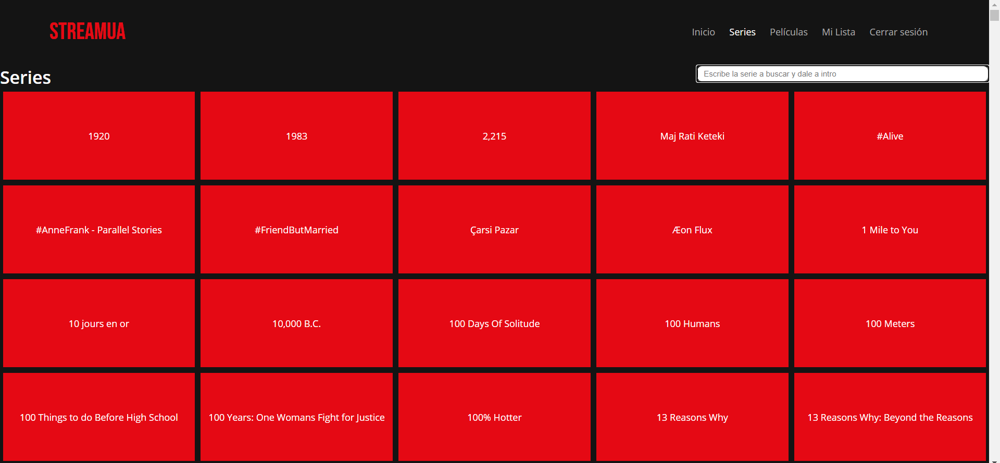 STREAMUA
Inicio Series Películas Mi Lista Cerrar sesión
Series
Escribe la serie a buscar y dale a intro
1920
1983
2,215
Maj Rati Keteki
#Alive
#AnneFrank - Parallel Stories
#FriendButMarried
Çarsi Pazar
Æon Flux
1 Mile to You
10 jours en or
10,000 B.C.
100 Days Of Solitude
100 Humans
100 Meters
100 Things to do Before High School
100 Years: One Womans Fight for Justice
100% Hotter
13 Reasons Why
13 Reasons Why: Beyond the Reasons